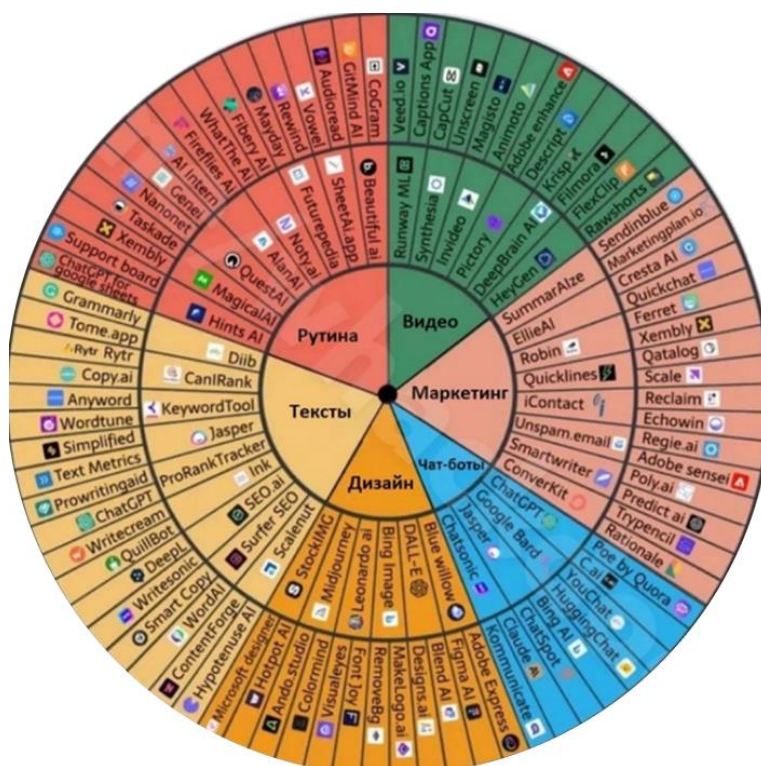 Рутина
Видео
Маркетинг
Чат-боты
Дизайн
Тексты
Beautiful ai
SheetAi app
Futurepedia
Notyai
AlanAI
QuestAI
MagicalAI
Hints AI
CoGram
GitMind AI
Audioread
Vowel
Rewind
Mayday
Fibery Ai
WhatThe AI
Fireflies AI
AI Intern
Genei
Nanonet
Taskade
Xembly
Support board
ChatGPT for
google sheets
Runway ML
Synthesia
Invideo
Pictory
DeepBrain AI
HeyGen
Veed.io
Captions App
CapCut
Unscreen
Magisto
Animoto
Adobe enhance
Descript
Krisp
Filmora
FlexClip
Rawshorts
SummarAIze
EllieAI
Robin
Quicklines
iContact
Unspam.email
Smartwriter
ConverKit
Sendinblue
Marketingplan.io
Cresta AI
Quickchat
Ferret
Xembly
Qatalog
Scale
Reclaim
Echowin
Regie.ai
Adobe sensei
Poly.ai
Predict ai
Trypencil
Rationale
ChatGPT
Google Bard
Jasper
Chatsonic
Poe by Quora
C.ai
YouChat
HuggingChat
Bing AI
ChatSpot
Claude
Kommunicate
Blue willow
DALL-E
Bing Image
Leonardo ai
Midjourney
StockIMG
Adobe Express
Figma AI
Blend AI
Designs.ai
MakeLogo.ai
RemoveBg
Font Joy
Visualeyes
Colormind
Ando.studio
Hotpot AI
Microsoft designer
Diib
CanIRank
KeywordTool
Jasper
ProRankTracker
Ink
SEO.ai
Surfer SEO
Scalenut
Grammarly
Tome.app
Rytr Rytr
Copy.ai
Anyword
Wordtune
Simplified
Text Metrics
Prowritingaid
ChatGPT
Writecream
QuillBot
DeepL
Writesonic
Smart Copy
WordAI
ContentForge
Hypotenuse AI